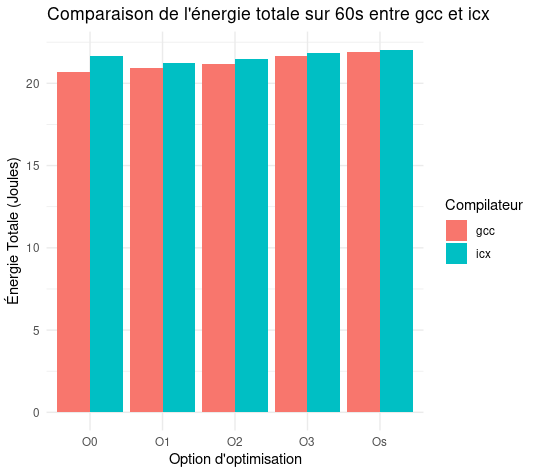 Comparaison de l'énergie totale sur 60s entre gcc et icx
Énergie Totale (Joules)
20
15
10
5
0
O0 O1 O2 O3 Os
Option d'optimisation
Compilateur
gcc
icx